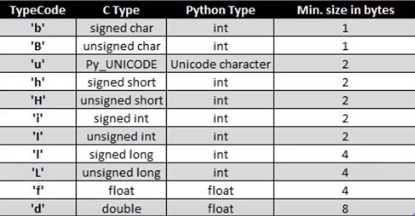 TypeCode C Type Python Type Min. size in bytes
'b' signed char int 1
'B' unsigned char int 1
'u' Py_UNICODE Unicode character 2
'h' signed short int 2
'H' unsigned short int 2
'i' signed int int 2
'I' unsigned int int 2
'l' signed long int 4
'L' unsigned long int 4
'f' float float 4
'd' double float 8